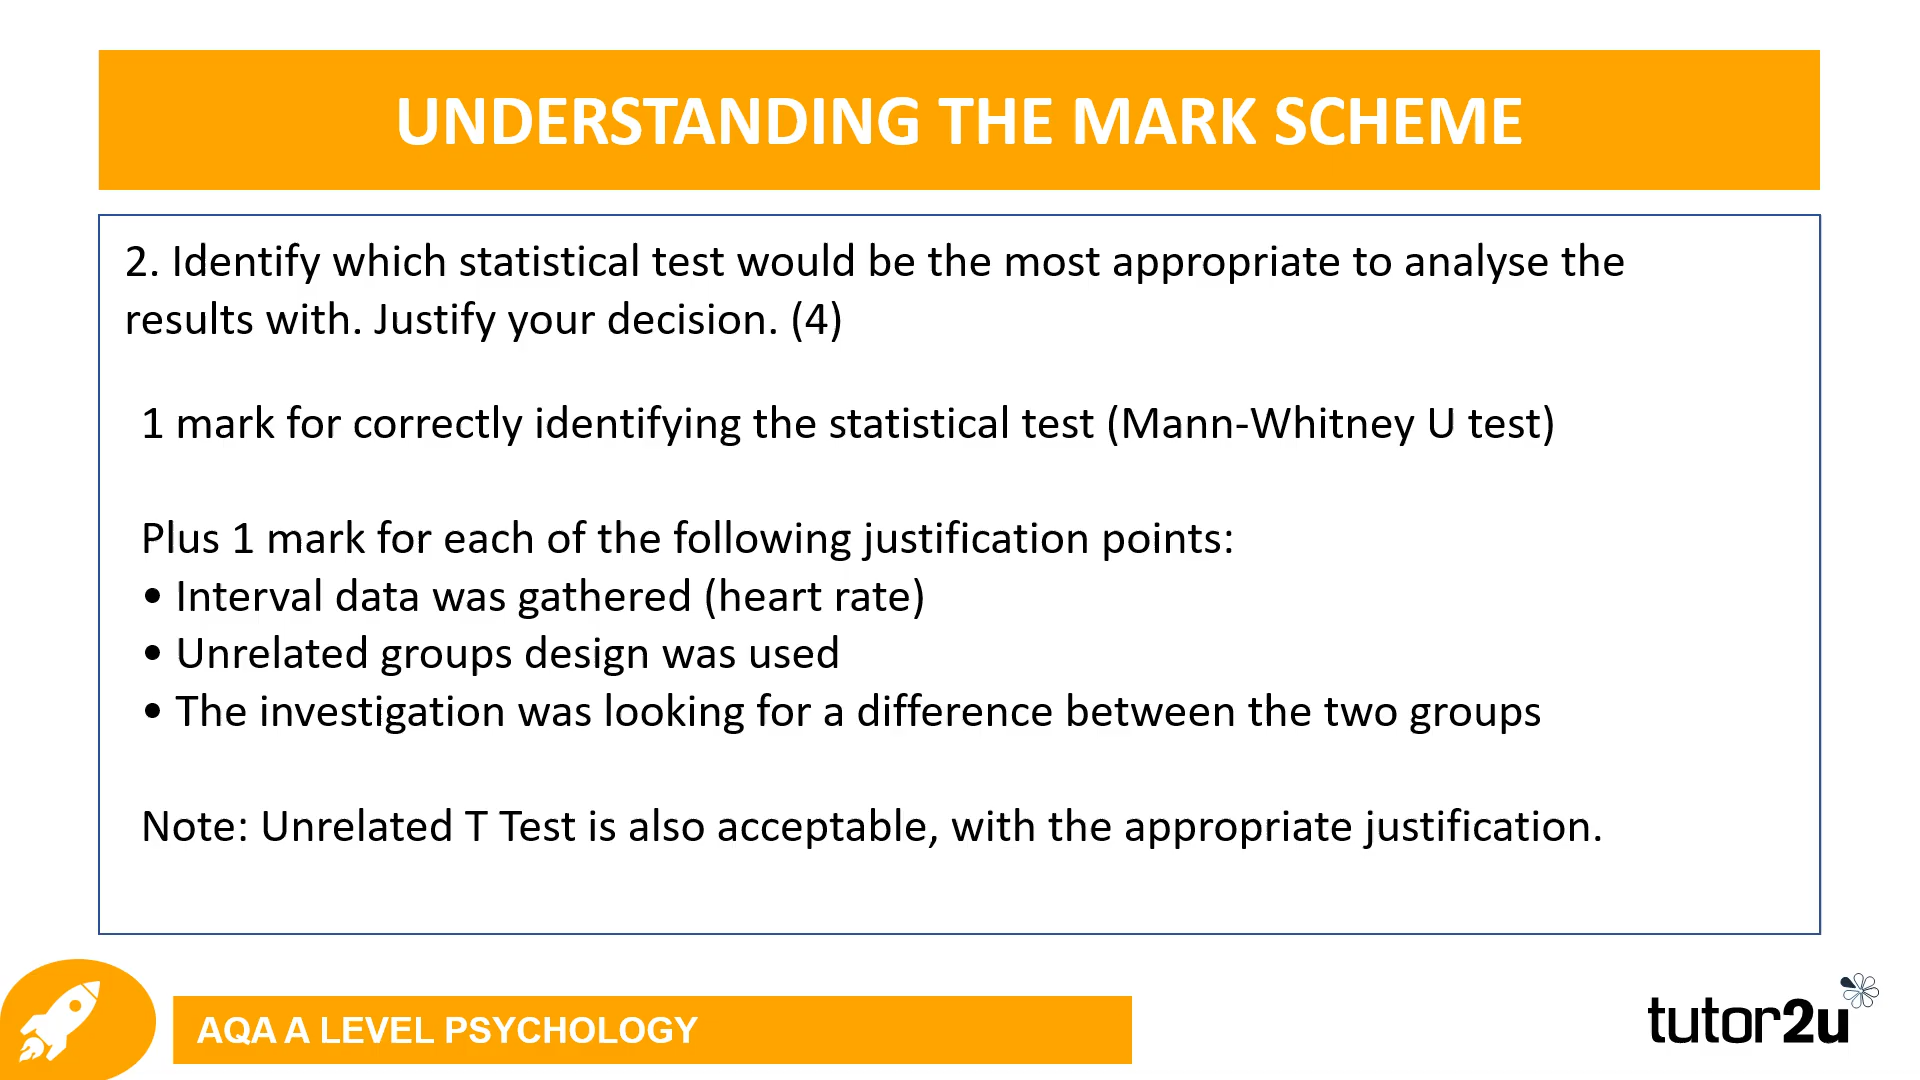 UNDERSTANDING THE MARK SCHEME
2. Identify which statistical test would be the most appropriate to analyse the
results with. Justify your decision. (4)
1 mark for correctly identifying the statistical test (Mann-Whitney U test)
Plus 1 mark for each of the following justification points:
• Interval data was gathered (heart rate)
• Unrelated groups design was used
• The investigation was looking for a difference between the two groups
Note: Unrelated T Test is also acceptable, with the appropriate justification.
AQA A LEVEL PSYCHOLOGY
tutor2u